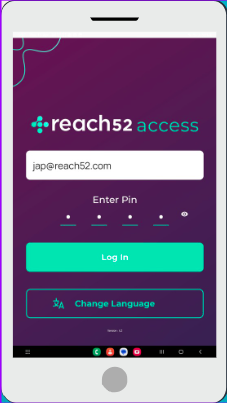 reach52 access
jap@reach52.com
Enter Pin
Log In
Change Language